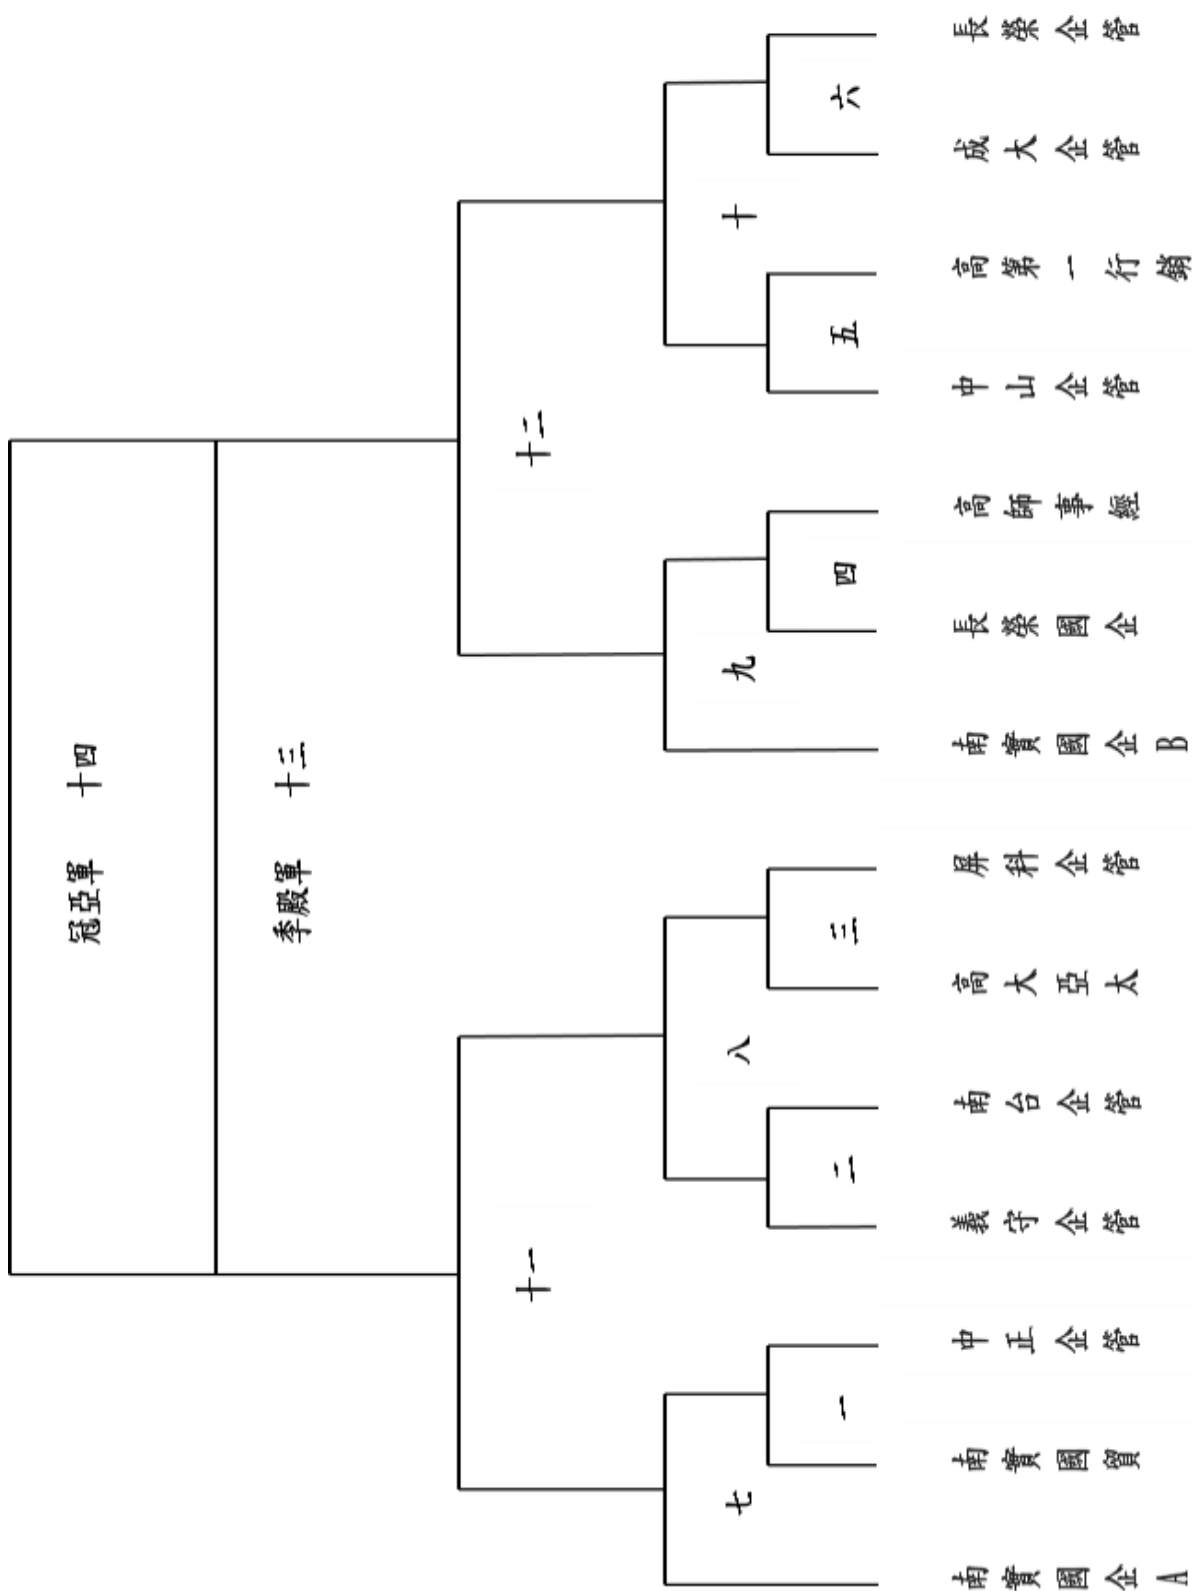 冠亞軍 十四
季殿軍 十三
十一
十二
七
八
九
十
一
二
三
四
五
六
南實國企A
南實國貿
中正企管
義守企管
南台企管
高大亞太
屏科企管
南實國企B
長榮國企
高師事經
中山企管
高第一行銷
成大企管
長榮企管